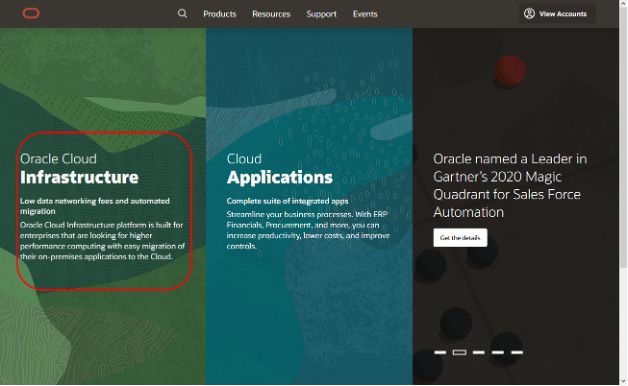 Products Resources Support Events View Accounts
Oracle Cloud
Infrastructure
Low data networking fees and automated
migration
Oracle Cloud Infrastructure platform is built for
enterprises that are looking for higher
performance computing with easy migration of
their on-premises applications to the Cloud.
Cloud
Applications
Complete suite of integrated apps
Streamline your business processes. With ERP
Financials, Procurement, and more, you can
increase productivity, lower costs, and improve
controls.
Oracle named a Leader in
Gartner's 2020 Magic
Quadrant for Sales Force
Automation
Get the details